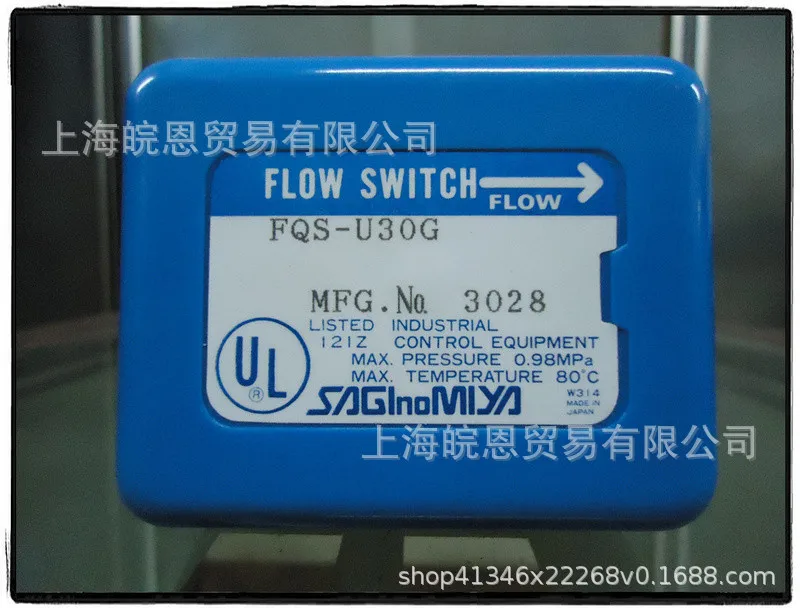 上海皖恩贸易有限公司
FLOW SWITCH
FLOW
FQS-U30G
MFG.№ 3028
LISTED INDUSTRIAL
121Z CONTROL EQUIPMENT
MAX. PRESSURE 0.98MPa
MAX. TEMPERATURE 80°C
UL
®
SAGInoMIYA
W314
MADE IN
JAPAN
上海皖恩贸易有限公司
shop41346x22268v0.1688.com